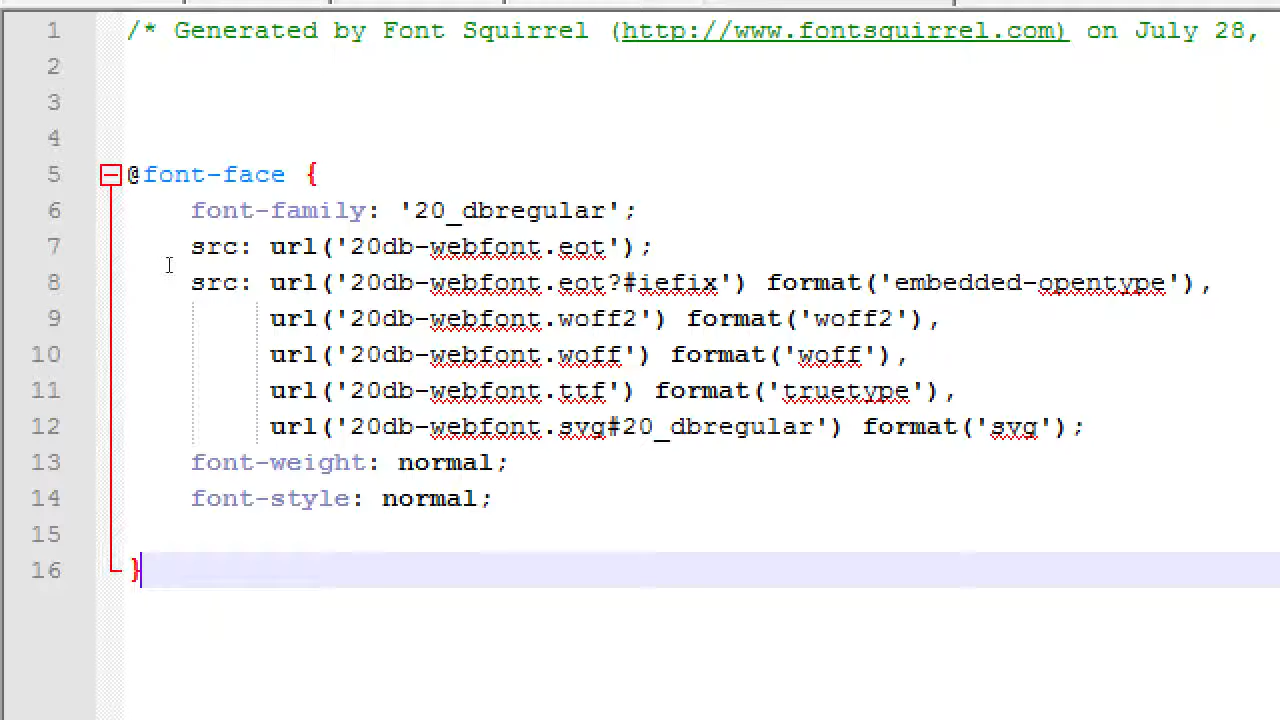 1 /* Generated by Font Squirrel (http://www.fontsquirrel.com) on July 28,
2
3
4
5 @font-face {
6 font-family: '20_dbregular';
7 src: url('20db-webfont.eot');
8 src: url('20db-webfont.eot?#iefix') format('embedded-opentype'),
9 url('20db-webfont.woff2') format('woff2'),
10 url('20db-webfont.woff') format('woff'),
11 url('20db-webfont.ttf') format('truetype'),
12 url('20db-webfont.svg#20_dbregular') format('svg');
13 font-weight: normal;
14 font-style: normal;
15
16 }